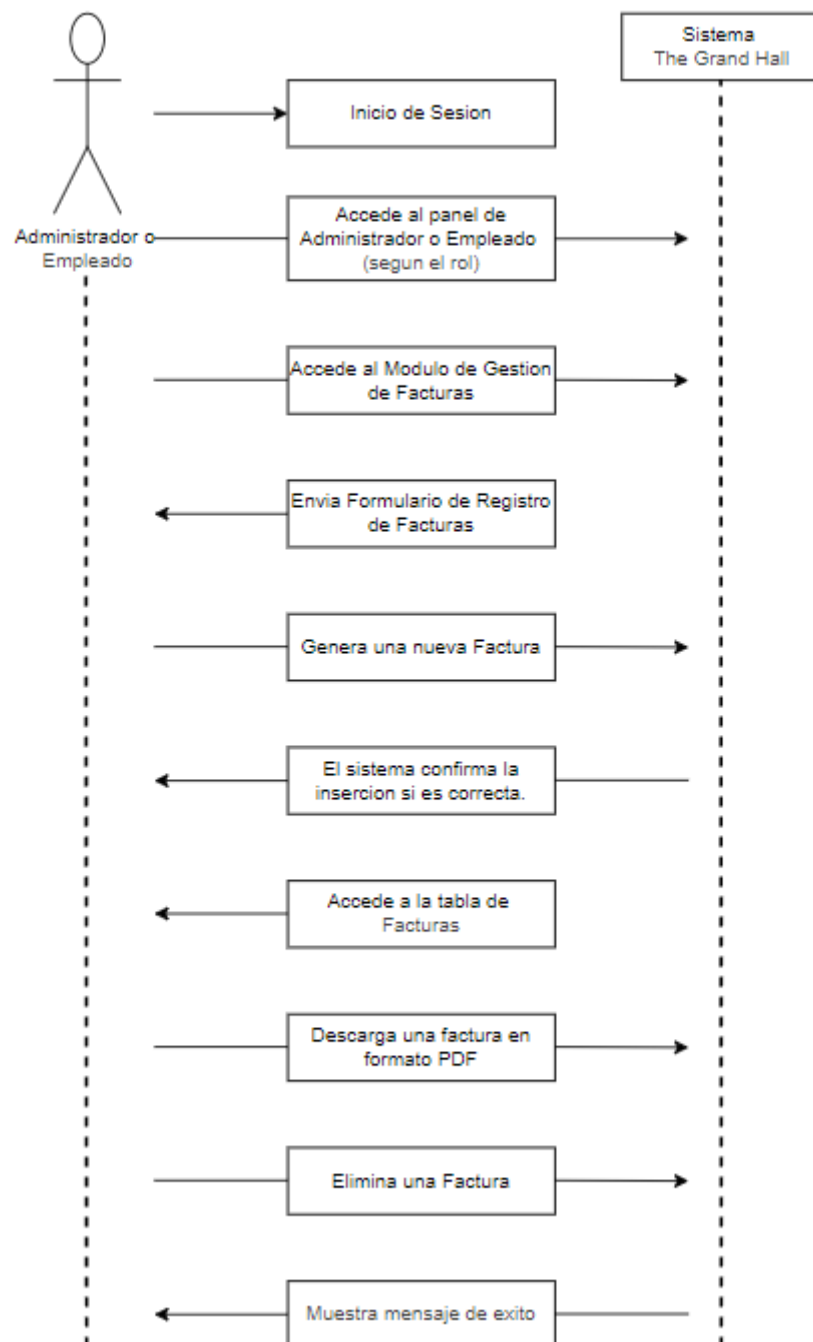 Sistema
The Grand Hall
Inicio de Sesion
Accede al panel de
Administrador o Empleado
(segun el rol)
Administrador o
Empleado
Accede al Modulo de Gestion
de Facturas
Envia Formulario de Registro
de Facturas
Genera una nueva Factura
El sistema confirma la
insercion si es correcta.
Accede a la tabla de
Facturas
Descarga una factura en
formato PDF
Elimina una Factura
Muestra mensaje de exito